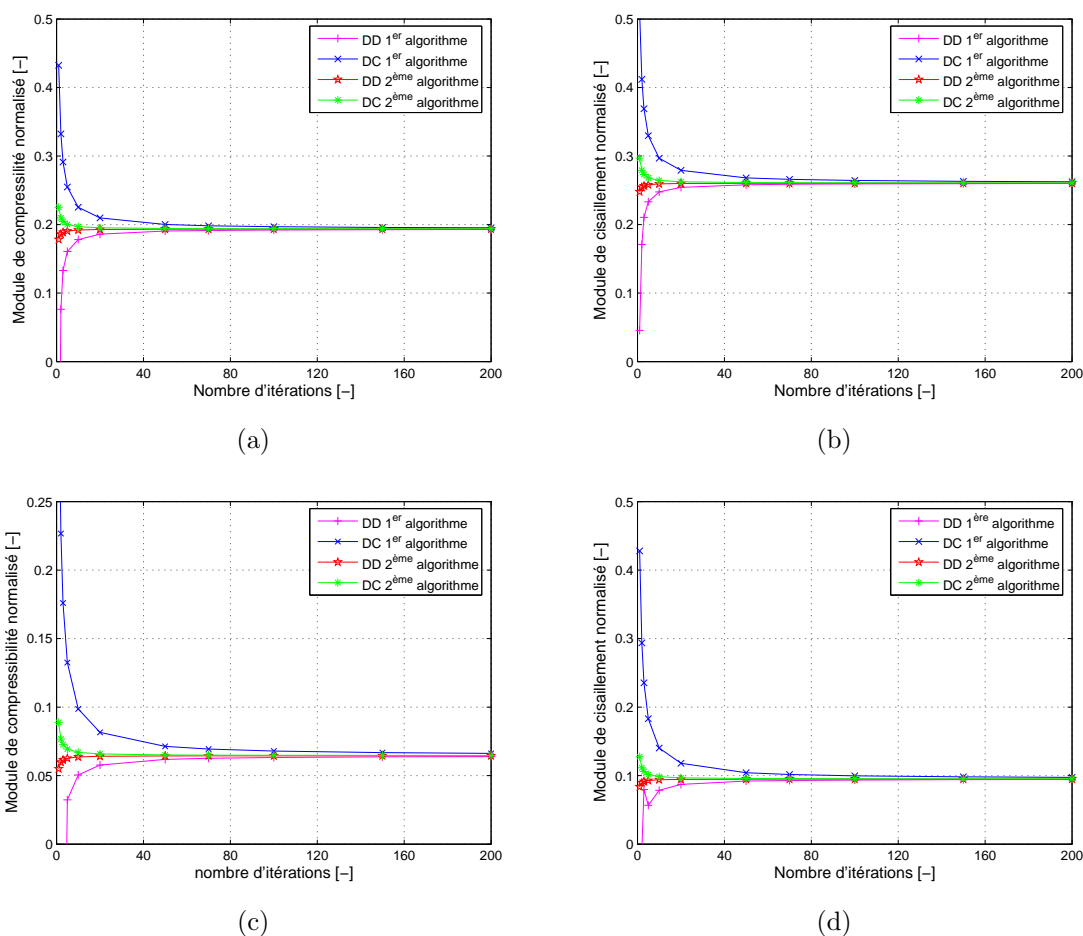 0.5
0.4
0.3
0.2
0.1
0
0 40 80 120 160 200
Module de compressilité normalisé [−]
Nombre d'itérations [−]
DD 1er algorithme
DC 1er algorithme
DD 2ème algorithme
DC 2ème algorithme
(a)
0.5
0.4
0.3
0.2
0.1
0
0 40 80 120 160 200
Module de cisaillement normalisé [−]
Nombre d'itérations [−]
DD 1er algorithme
DC 1er algorithme
DD 2ème algorithme
DC 2ème algorithme
(b)
0.25
0.2
0.15
0.1
0.05
0
0 40 80 120 160 200
Module de compressibilité normalisé [−]
nombre d'itérations [−]
DD 1er algorithme
DC 1er algorithme
DD 2ème algorithme
DC 2ème algorithme
(c)
0.5
0.4
0.3
0.2
0.1
0
0 40 80 120 160 200
Module de cisaillement normalisé [−]
Nombre d'itérations [−]
DD 1ère algorithme
DC 1er algorithme
DD 2ème algorithme
DC 2ème algorithme
(d)